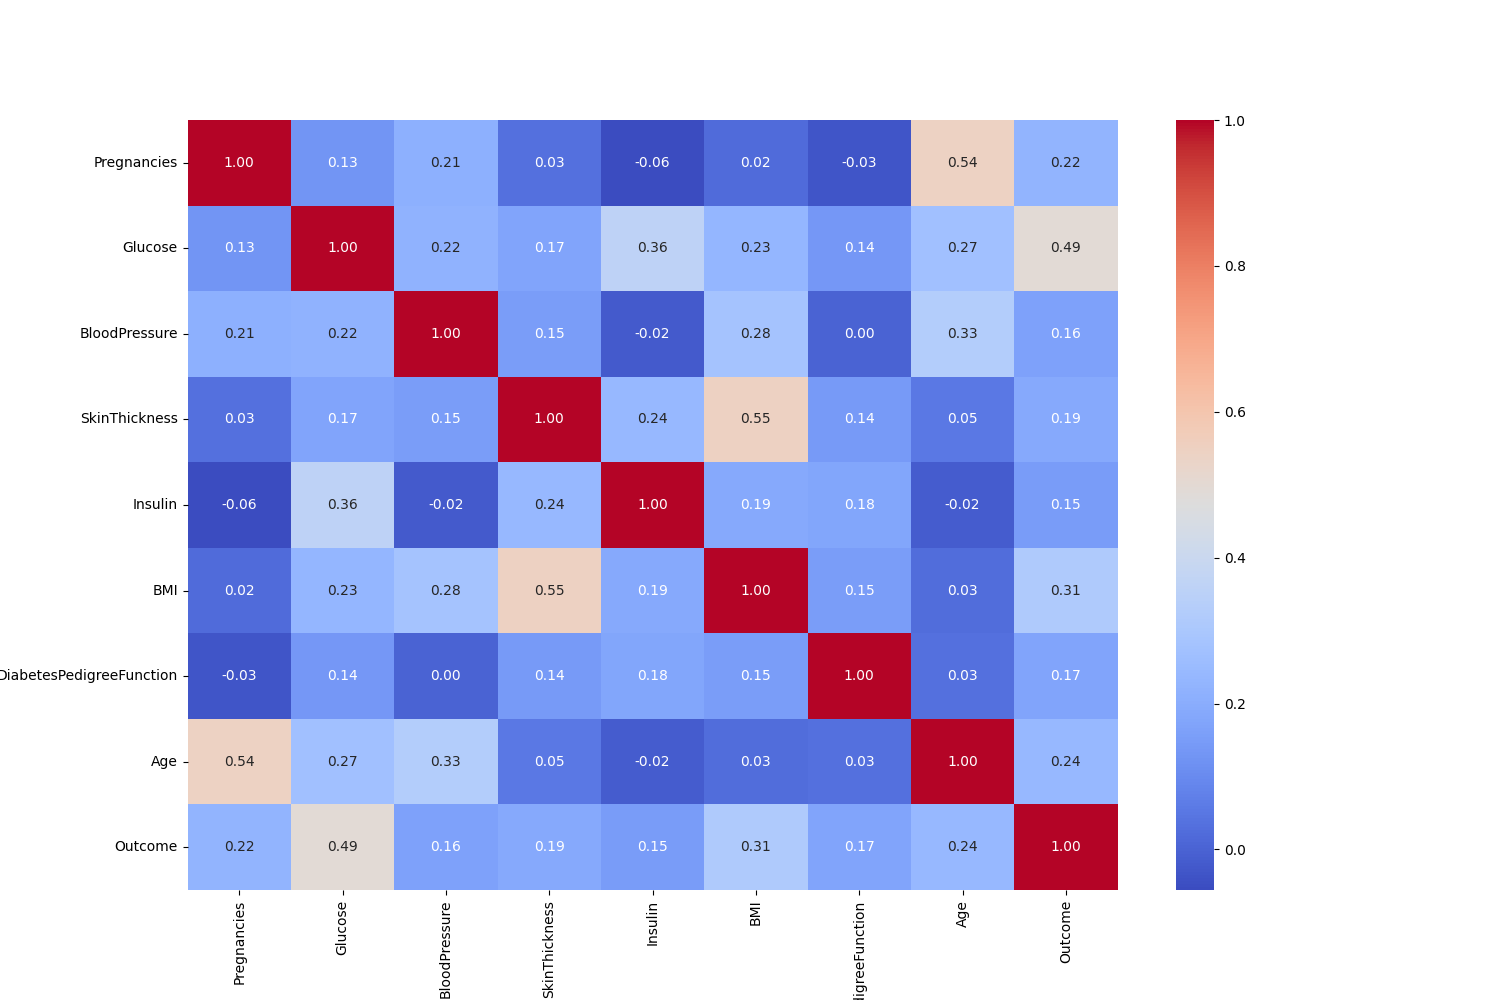 Pregnancies 1.00 0.13 0.21 0.03 -0.06 0.02 -0.03 0.54 0.22
Glucose 0.13 1.00 0.22 0.17 0.36 0.23 0.14 0.27 0.49
BloodPressure 0.21 0.22 1.00 0.15 -0.02 0.28 0.00 0.33 0.16
SkinThickness 0.03 0.17 0.15 1.00 0.24 0.55 0.14 0.05 0.19
Insulin -0.06 0.36 -0.02 0.24 1.00 0.19 0.18 -0.02 0.15
BMI 0.02 0.23 0.28 0.55 0.19 1.00 0.15 0.03 0.31
DiabetesPedigreeFunction -0.03 0.14 0.00 0.14 0.18 0.15 1.00 0.03 0.17
Age 0.54 0.27 0.33 0.05 -0.02 0.03 0.03 1.00 0.24
Outcome 0.22 0.49 0.16 0.19 0.15 0.31 0.17 0.24 1.00
Pregnancies
Glucose
BloodPressure
SkinThickness
Insulin
BMI
digreeFunction
Age
Outcome
1.0
0.8
0.6
0.4
0.2
0.0